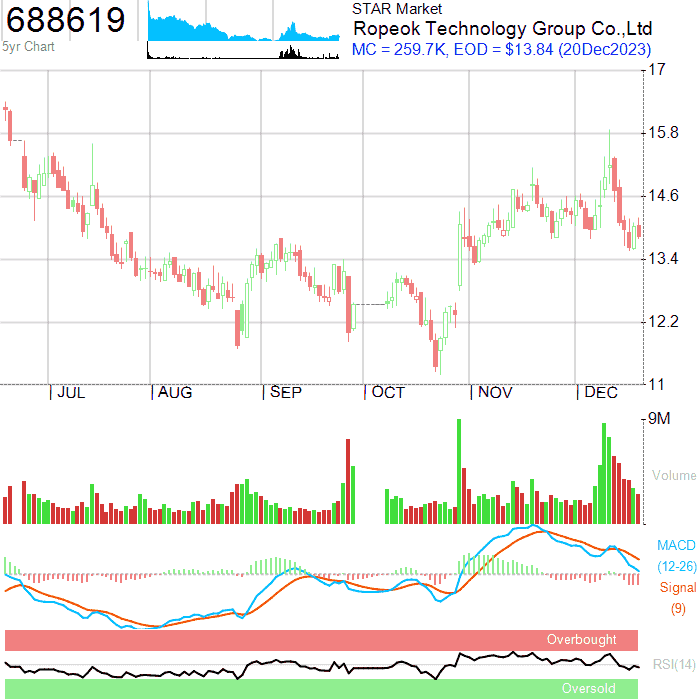 688619
5yr Chart
STAR Market
Ropeok Technology Group Co.,Ltd
MC = 259.7K, EOD = $13.84 (20Dec2023)
17
15.8
14.6
13.4
12.2
11
JUL AUG SEP OCT NOV DEC
9M
Volume
MACD
(12-26)
Signal
(9)
Overbought
RSI(14)
Oversold